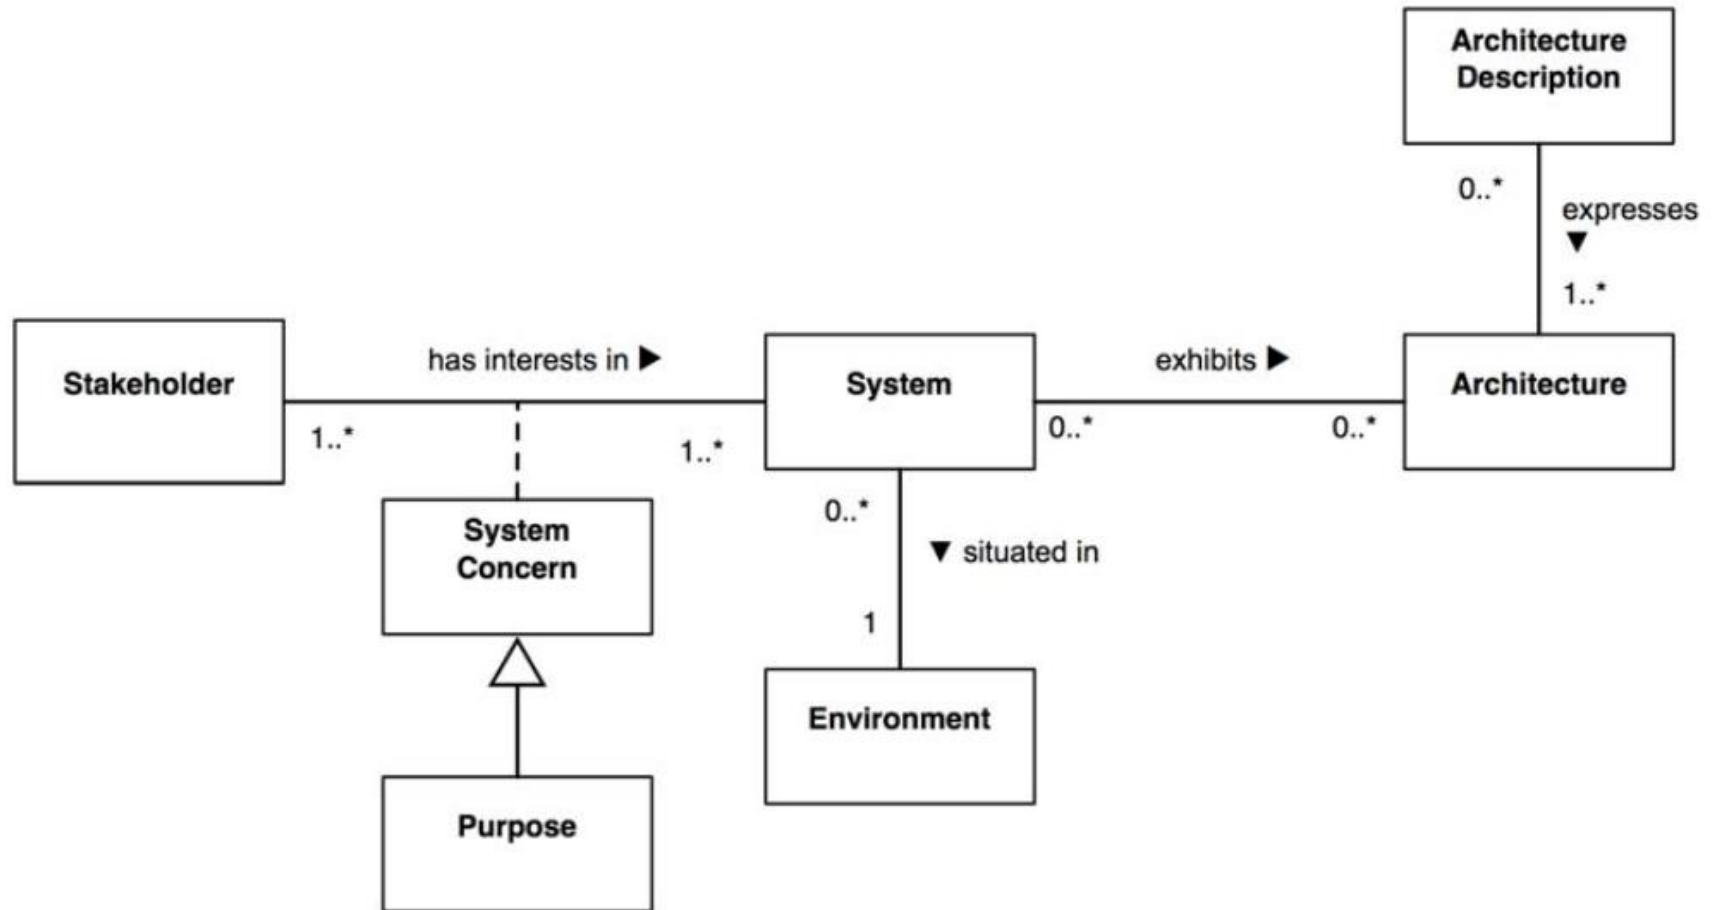 Architecture
Description
0..*
expresses
▼
1..*
Stakeholder
has interests in ▶
System
exhibits ▶
Architecture
1..*
1..*
0..*
0..*
System
Concern
0..*
▼ situated in
1
Environment
Purpose